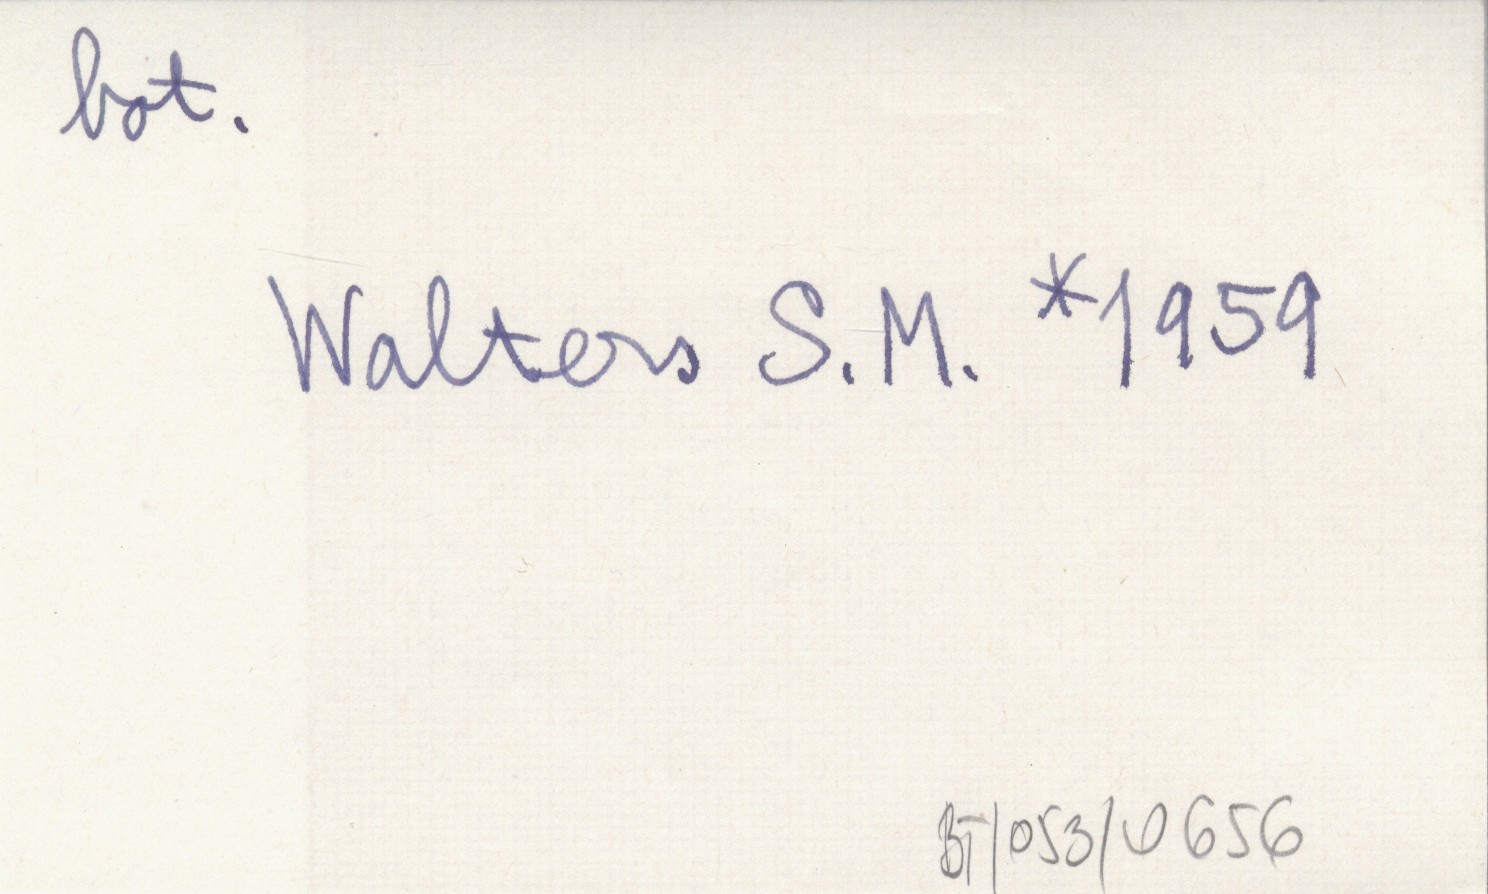 bot.
Walters S.M. *1959
BT/053/0656